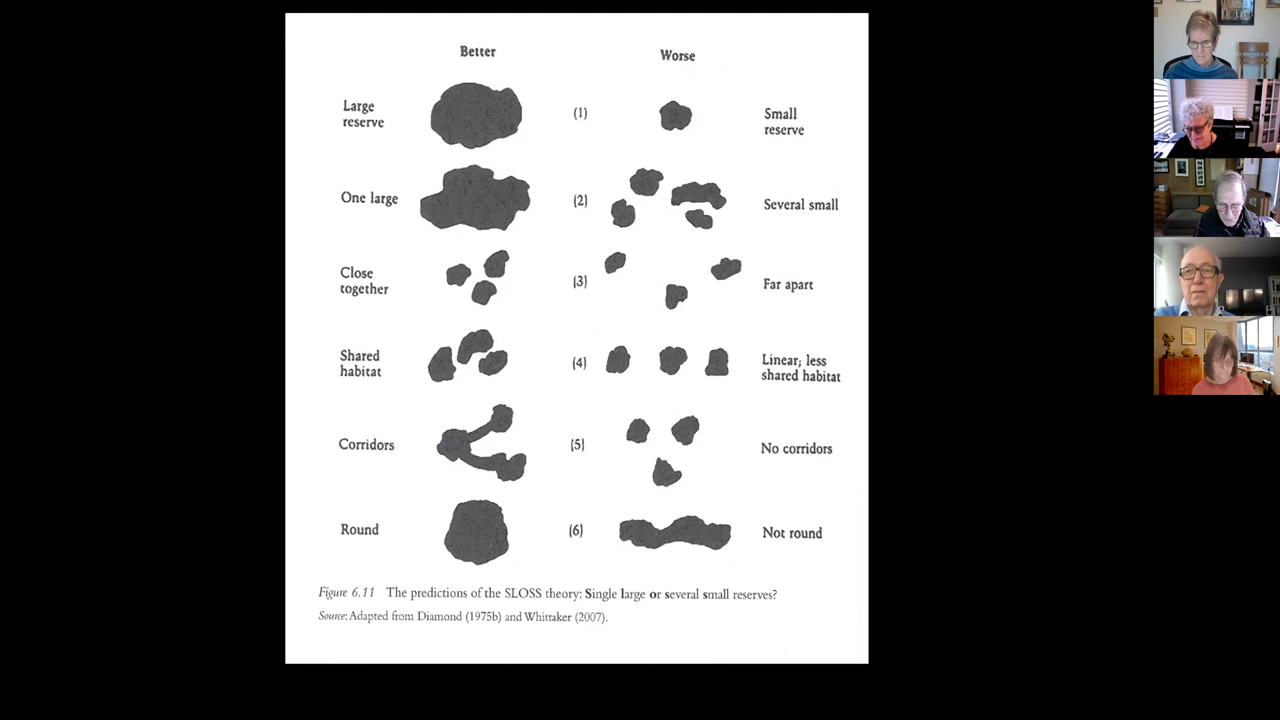 Better
Worse
Large
reserve
(1)
Small
reserve
One large
(2)
Several small
Close
together
(3)
Far apart
Shared
habitat
(4)
Linear; less
shared habitat
Corridors
(5)
No corridors
Round
(6)
Not round
Figure 6.11 The predictions of the SLOSS theory: Single large or several small reserves?
Source: Adapted from Diamond (1975b) and Whittaker (2007).